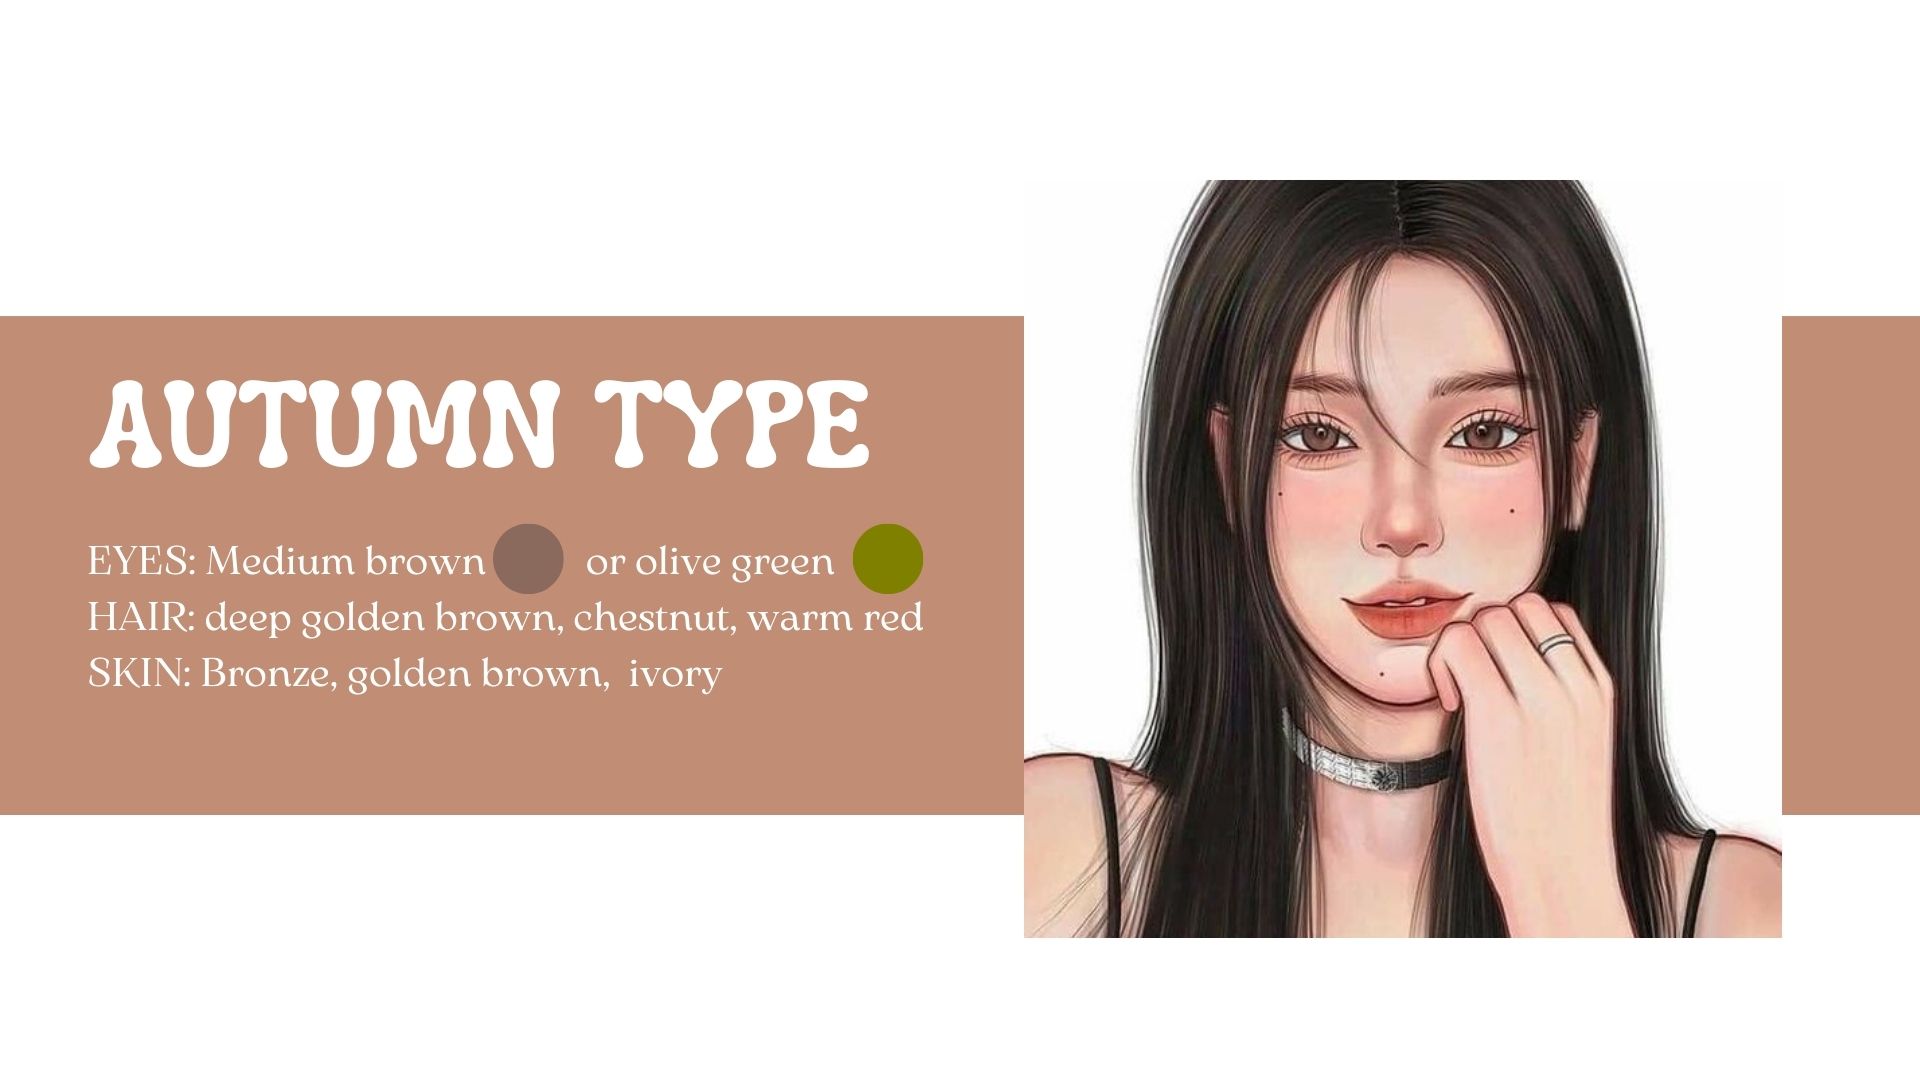 AUTUMN TYPE
EYES: Medium brown or olive green
HAIR: deep golden brown, chestnut, warm red
SKIN: Bronze, golden brown, ivory